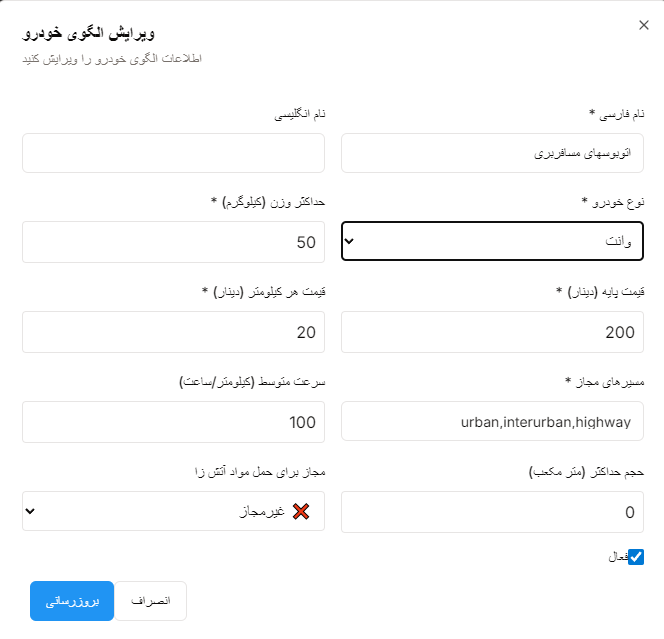 ویرایش الگوی خودرو
اطلاعات الگوی خودرو را ویرایش کنید
نام فارسی *
اتوبوسهای مسافربری
نام انگلیسی
نوع خودرو *
وانت
حداکثر وزن (کیلوگرم) *
50
قیمت پایه (دینار) *
200
قیمت هر کیلومتر (دینار) *
20
مسیرهای مجاز *
urban,interurban,highway
سرعت متوسط (کیلومتر/ساعت)
100
حجم حداکثر (متر مکعب)
0
مجاز برای حمل مواد آتش زا
❌ غیرمجاز
فعال
انصراف
بروزرسانی